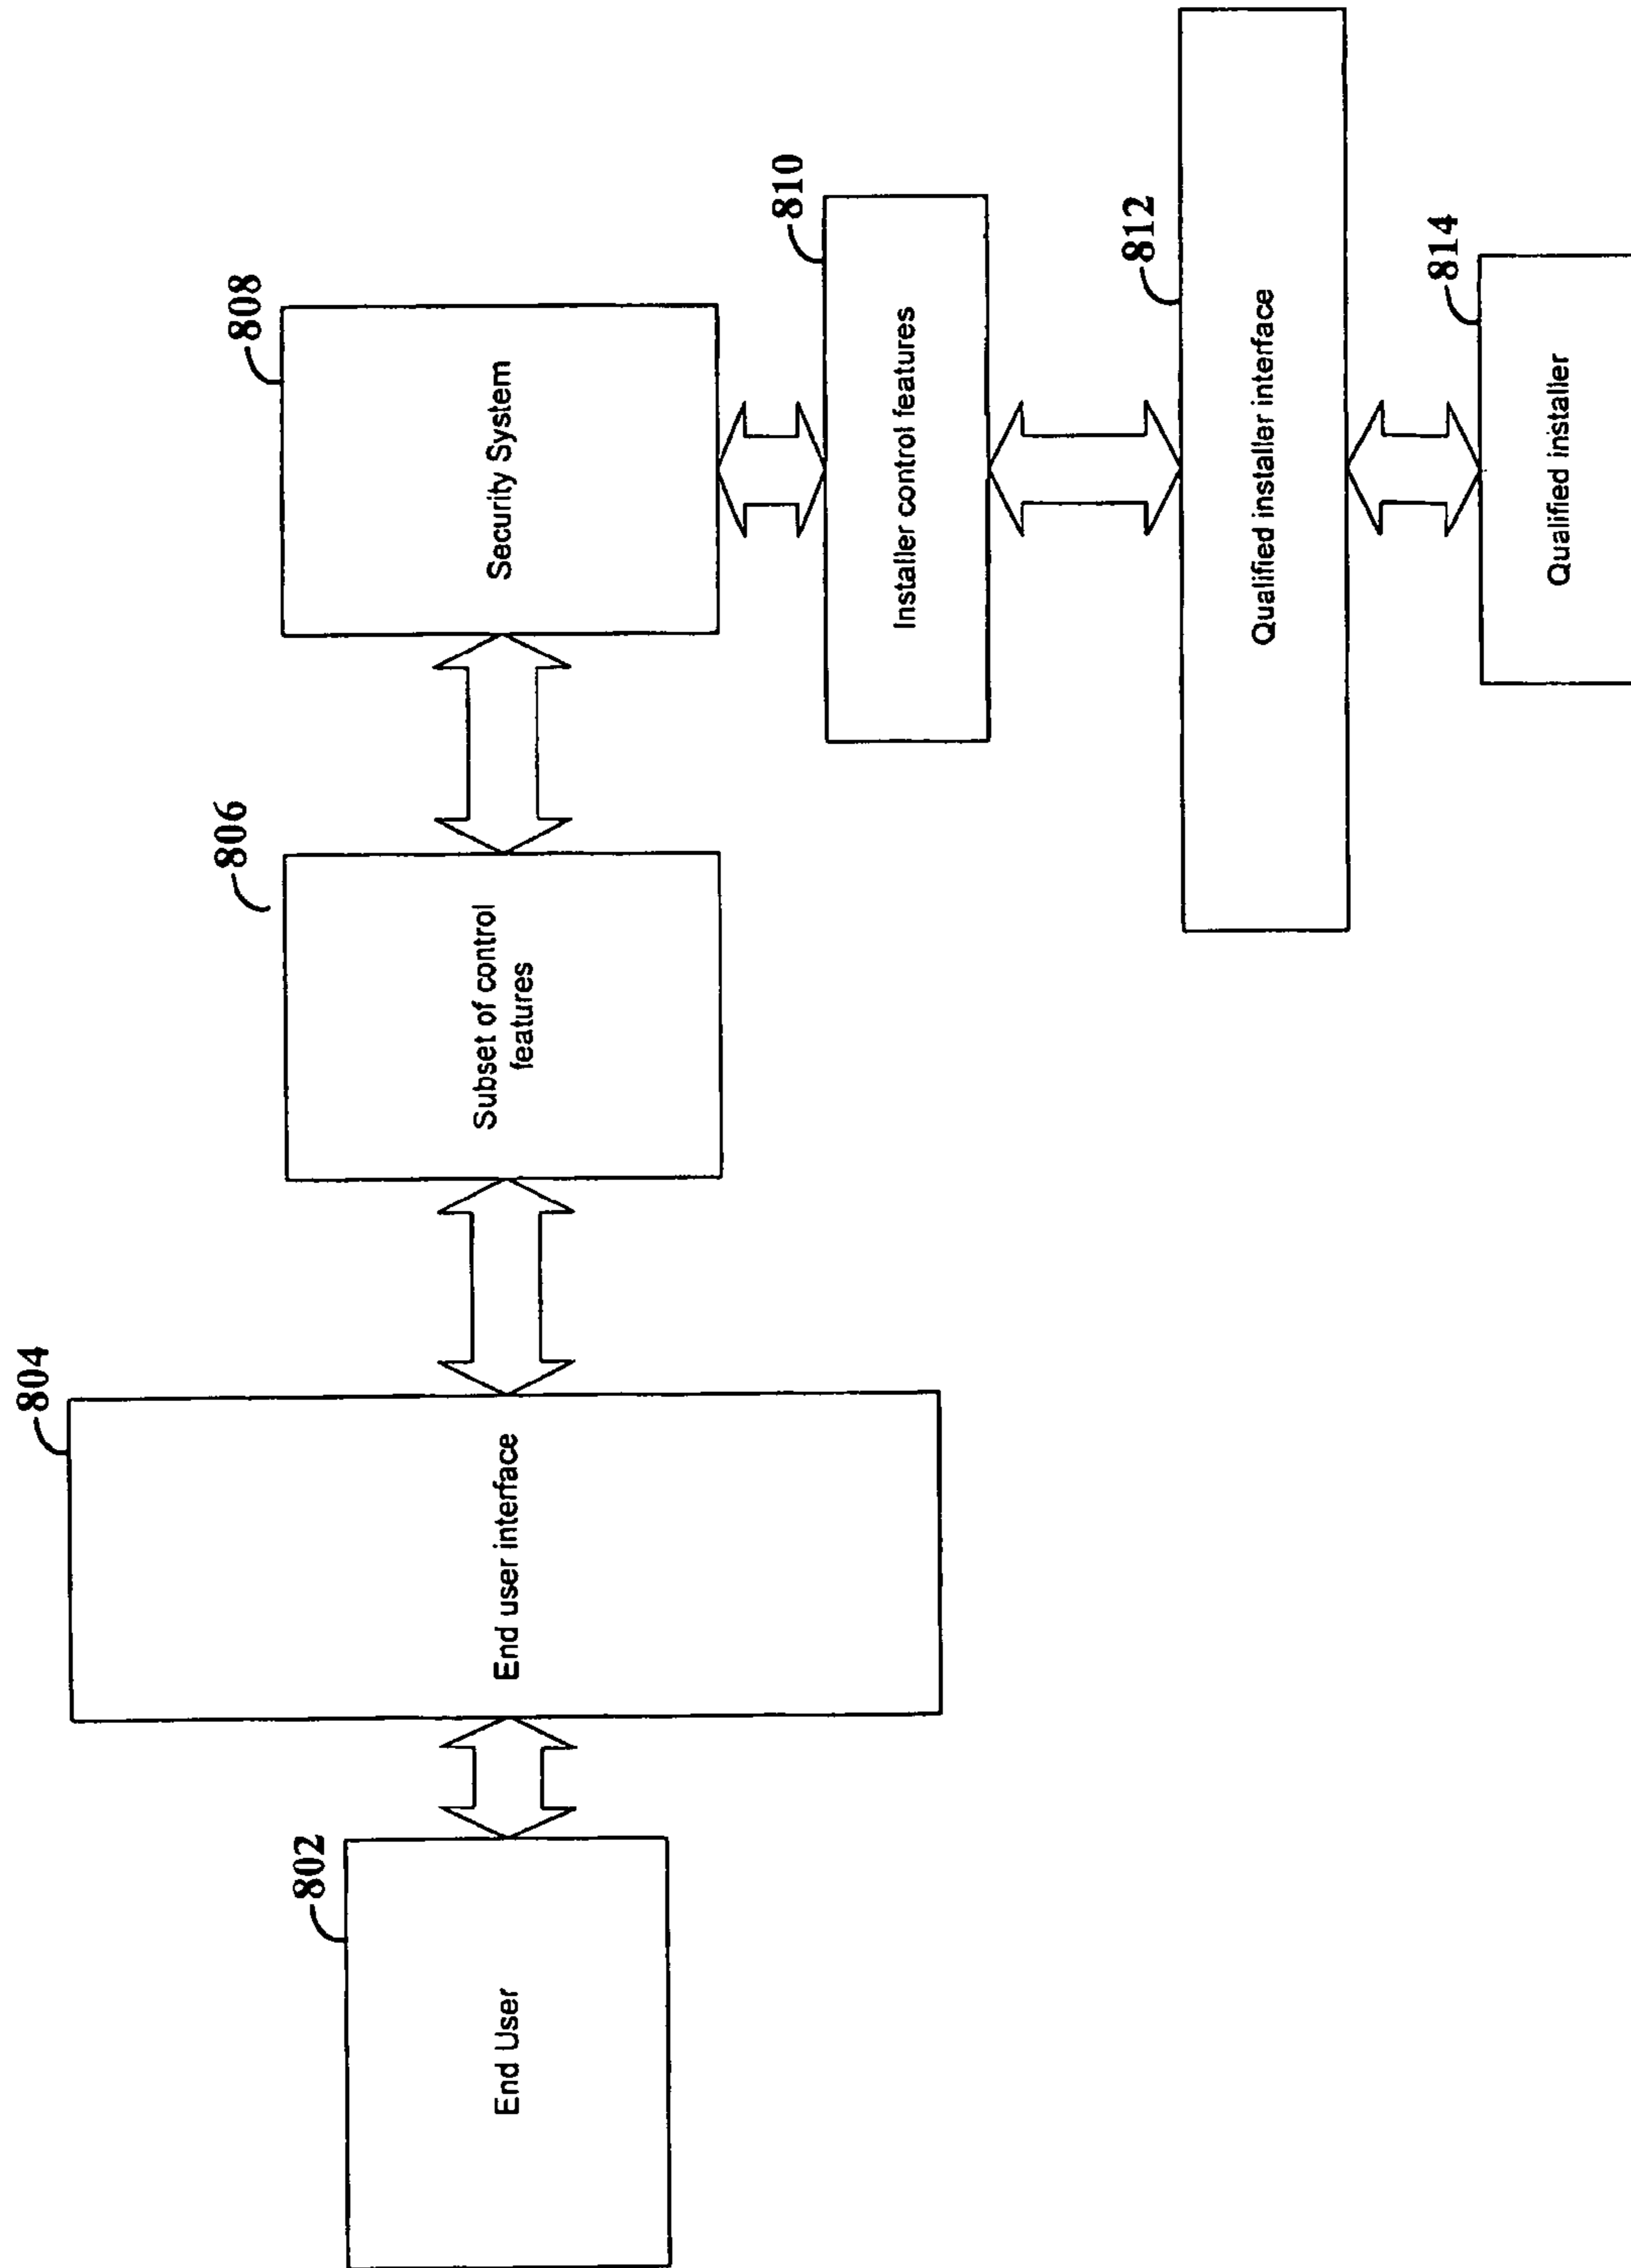 802
End User
804
End user interface
806
Subset of control
features
808
Security System
810
Installer control features
812
Qualified installer interface
814
Qualified installer